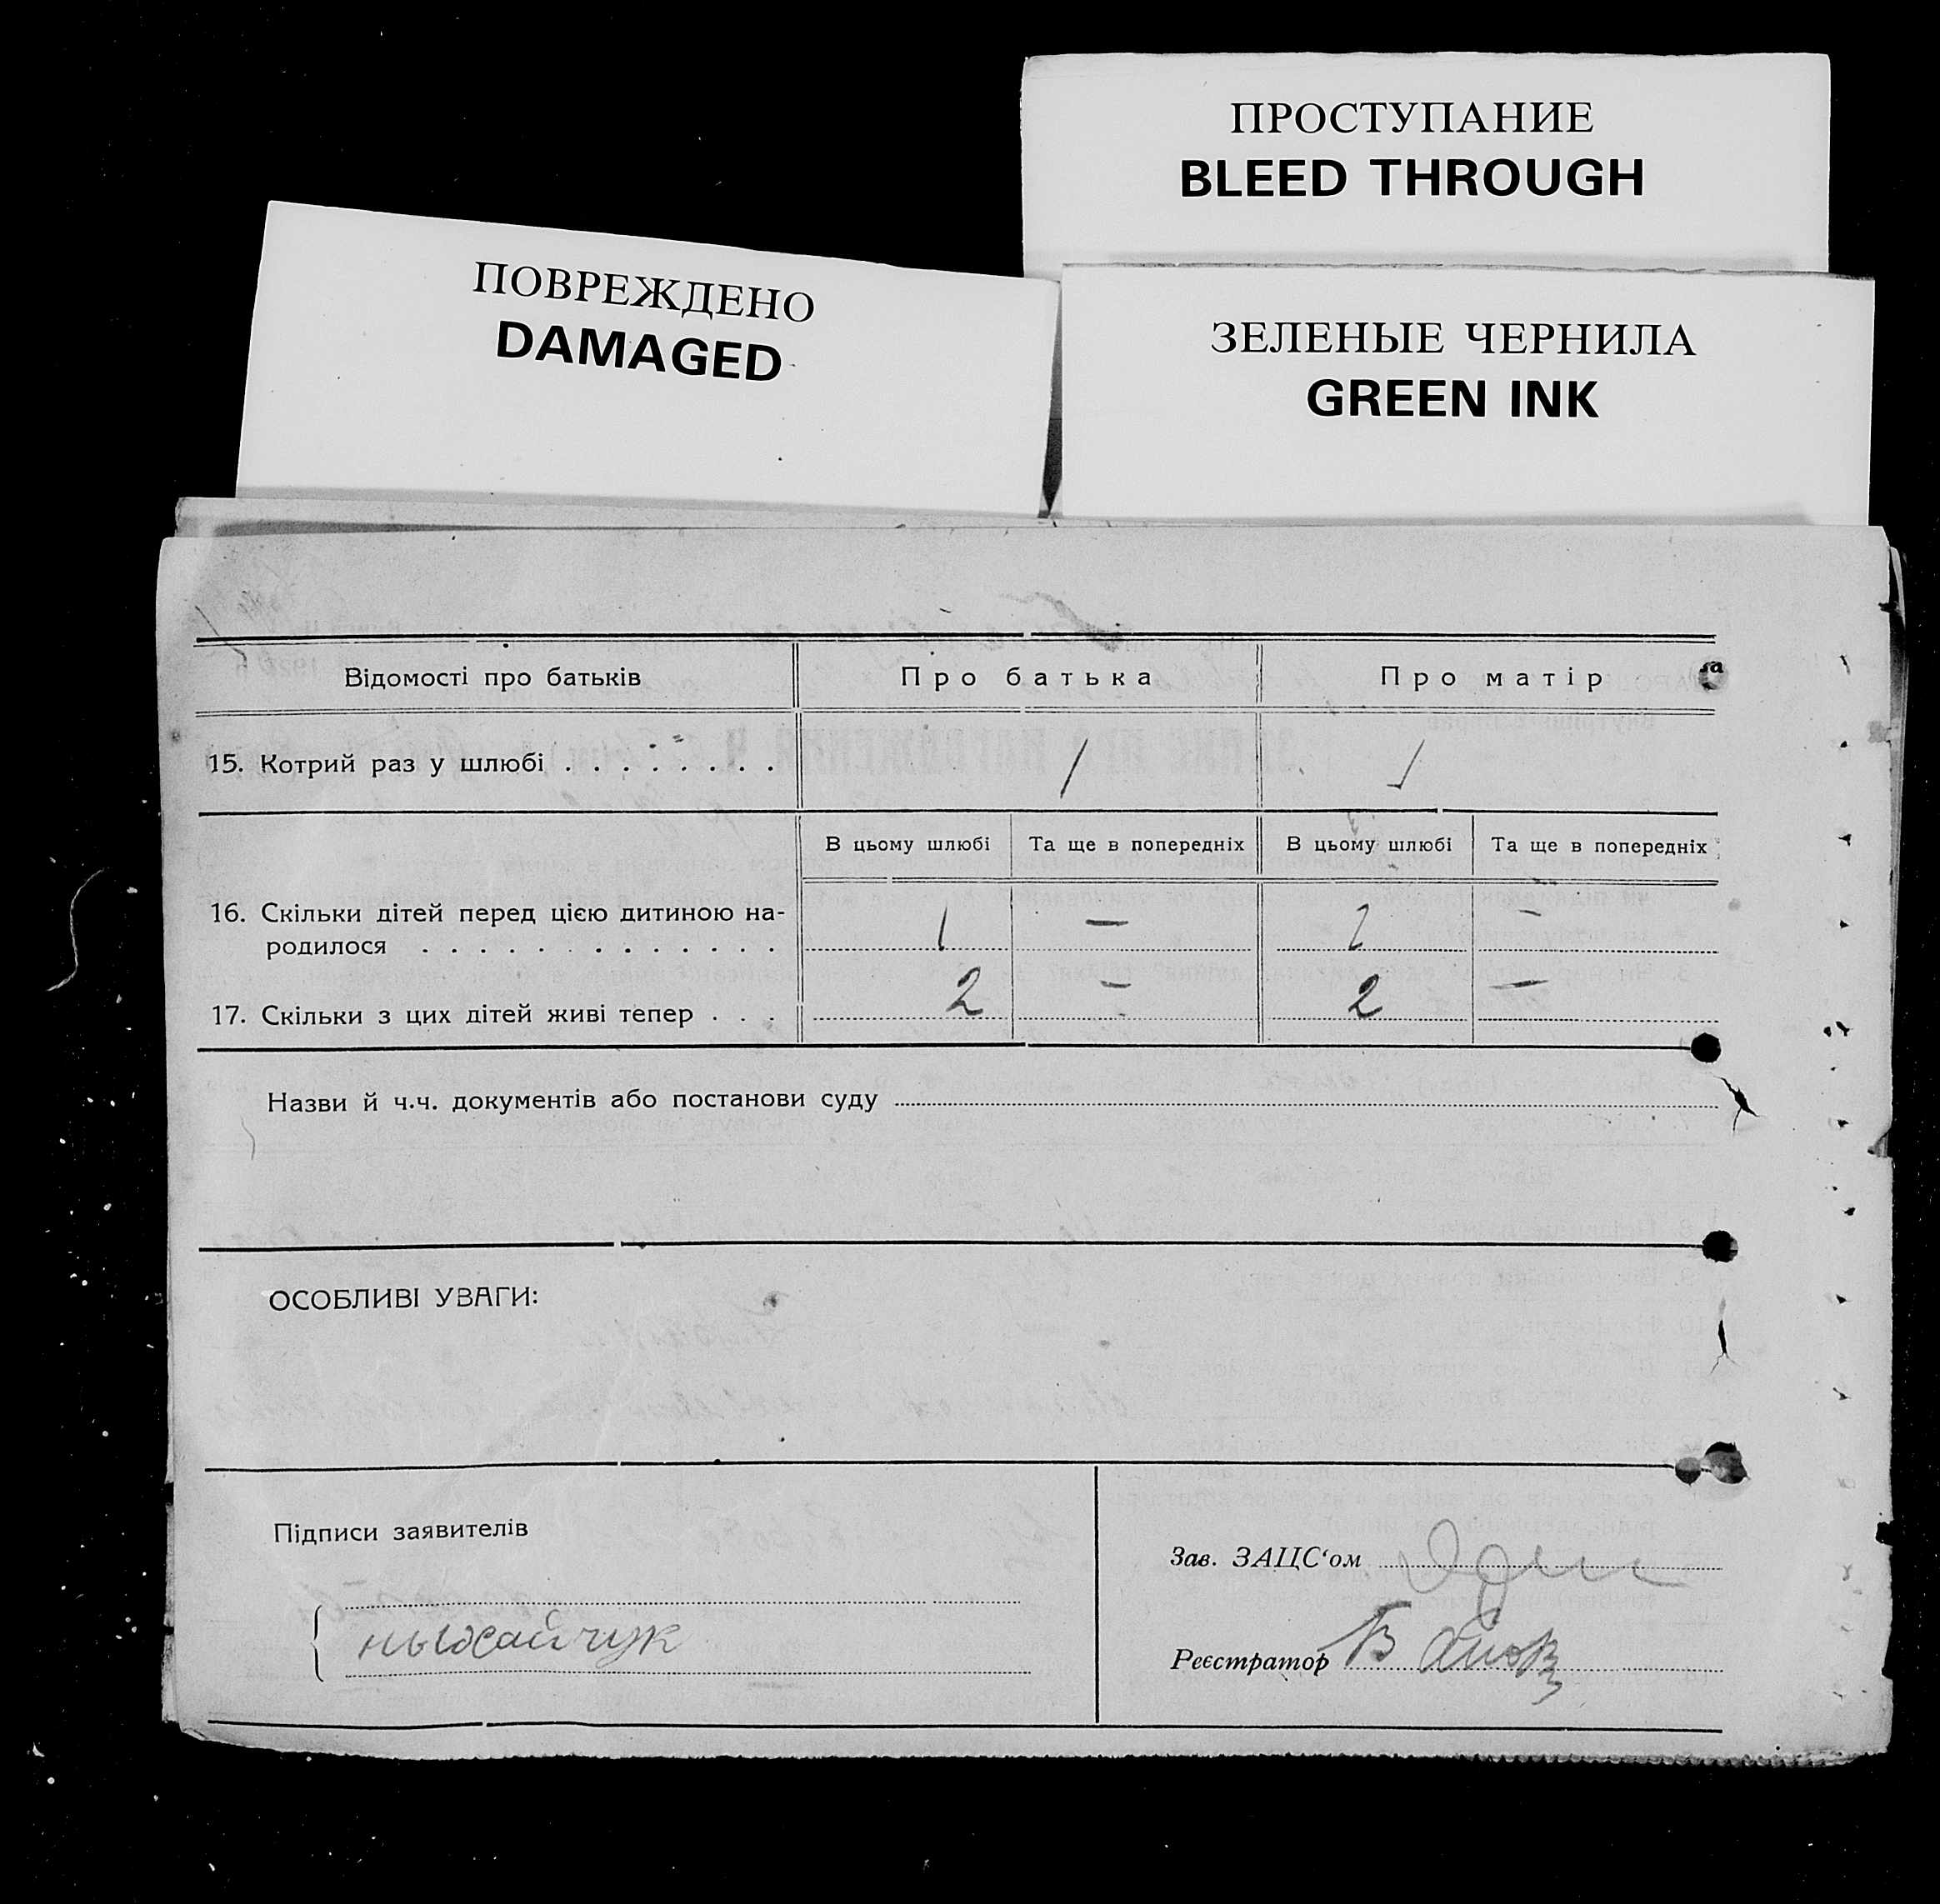 ПРОСТУПАНИЕ
BLEED THROUGH
ПОВРЕЖДЕНО
DAMAGED
ЗЕЛЕНЫЕ ЧЕРНИЛА
GREEN INK
Відомості про батьків Про батька Про матір
15. Котрий раз у шлюбі . . . . . . . . 1 1
В цьому шлюбі Та ще в попередніх В цьому шлюбі Та ще в попередніх
16. Скільки дітей перед цією дитиною на-
родилося . . . . . . . . . . . . . 1 — 1 —
17. Скільки з цих дітей живі тепер . . . 2 — 2 —
Назви й ч.ч. документів або постанови суду
ОСОБЛИВІ УВАГИ:
Підписи заявителів
Зав. ЗАЦС‘ом
Реєстратор